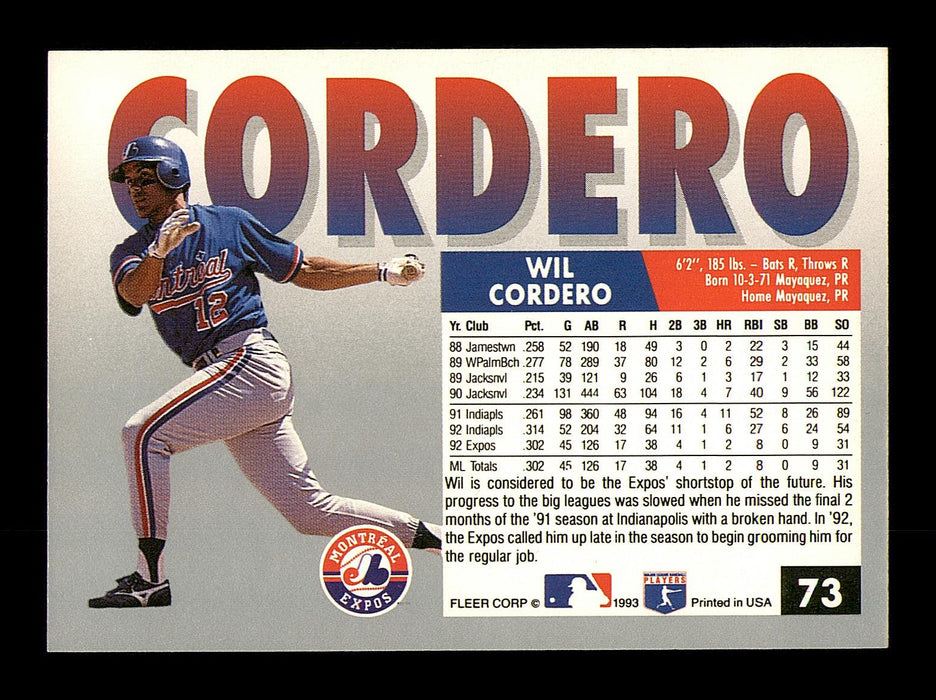 CORDERO
Montréal
12
WIL
CORDERO
6'2", 185 lbs. – Bats R, Throws R
Born 10-3-71 Mayaquez, PR
Home Mayaquez, PR
Yr. Club Pct. G AB R H 2B 3B HR RBI SB BB SO
88 Jamestwn .258 52 190 18 49 3 0 2 22 3 15 44
89 WPalmBch .277 78 289 37 80 12 2 6 29 2 33 58
89 Jacksnvl .215 39 121 9 26 6 1 3 17 1 12 33
90 Jacksnvl .234 131 444 63 104 18 4 7 40 9 56 122
91 Indiapls .261 98 360 48 94 16 4 11 52 8 26 89
92 Indiapls .314 52 204 32 64 11 1 6 27 6 24 54
92 Expos .302 45 126 17 38 4 1 2 8 0 9 31
ML Totals .302 45 126 17 38 4 1 2 8 0 9 31
Wil is considered to be the Expos' shortstop of the future. His
progress to the big leagues was slowed when he missed the final 2
months of the '91 season at Indianapolis with a broken hand. In '92,
the Expos called him up late in the season to begin grooming him for
the regular job.
MONTRÉAL
EXPOS
FLEER CORP © 1993 Printed in USA
MAJOR LEAGUE BASEBALL
PLAYERS
73